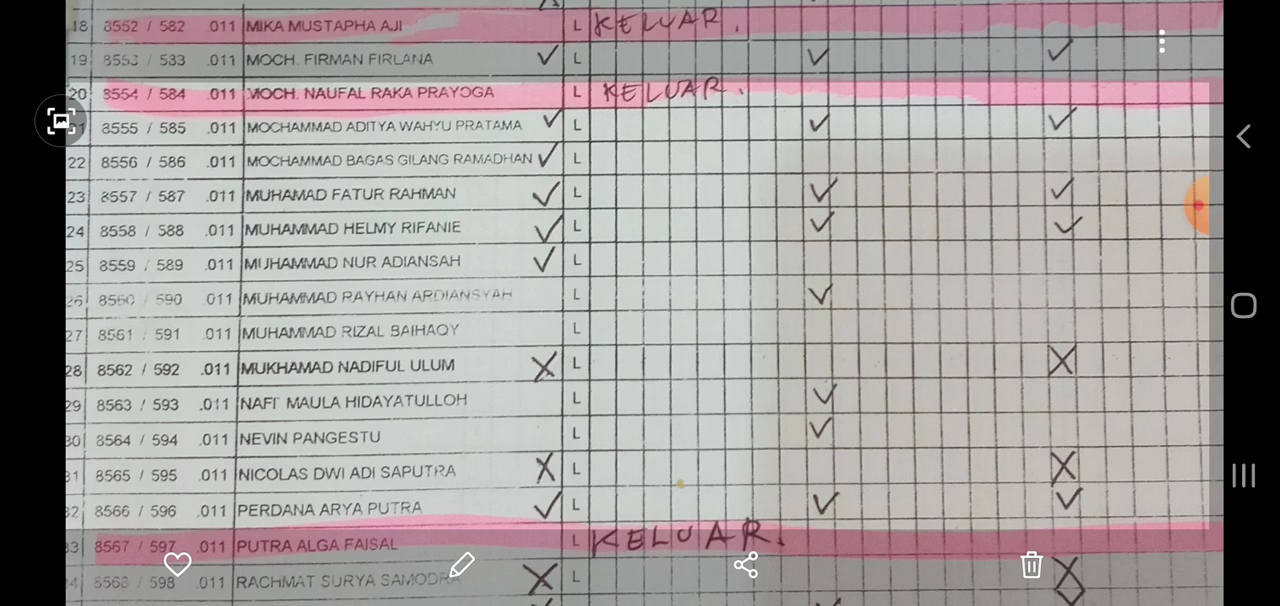 18 8552 / 582 .011 MIKA MUSTAPHA AJI L KELUAR.
19 8553 / 583 .011 MOCH. FIRMAN FIRLANA ✓ L ✓ ✓
20 8554 / 584 .011 MOCH. NAUFAL RAKA PRAYOGA L KELUAR.
21 8555 / 585 .011 MOCHAMMAD ADITYA WAHYU PRATAMA ✓ L ✓ ✓
22 8556 / 586 .011 MOCHAMMAD BAGAS GILANG RAMADHAN ✓ L
23 8557 / 587 .011 MUHAMAD FATUR RAHMAN ✓ L ✓ ✓
24 8558 / 588 .011 MUHAMMAD HELMY RIFANIE ✓ L ✓ ✓
25 8559 / 589 .011 MUHAMMAD NUR ADIANSAH ✓ L
26 8560 / 590 .011 MUHAMMAD RAYHAN ARDIANSYAH L ✓
27 8561 / 591 .011 MUHAMMAD RIZAL BAIHAQY L
28 8562 / 592 .011 MUKHAMAD NADIFUL ULUM X L X
29 8563 / 593 .011 NAFI' MAULA HIDAYATULLOH L ✓
30 8564 / 594 .011 NEVIN PANGESTU L ✓
31 8565 / 595 .011 NICOLAS DWI ADI SAPUTRA X L X
32 8566 / 596 .011 PERDANA ARYA PUTRA ✓ L ✓ ✓
33 8567 / 597 .011 PUTRA ALGA FAISAL L KELUAR.
34 8568 / 598 .011 RACHMAT SURYA SAMODRA X L X